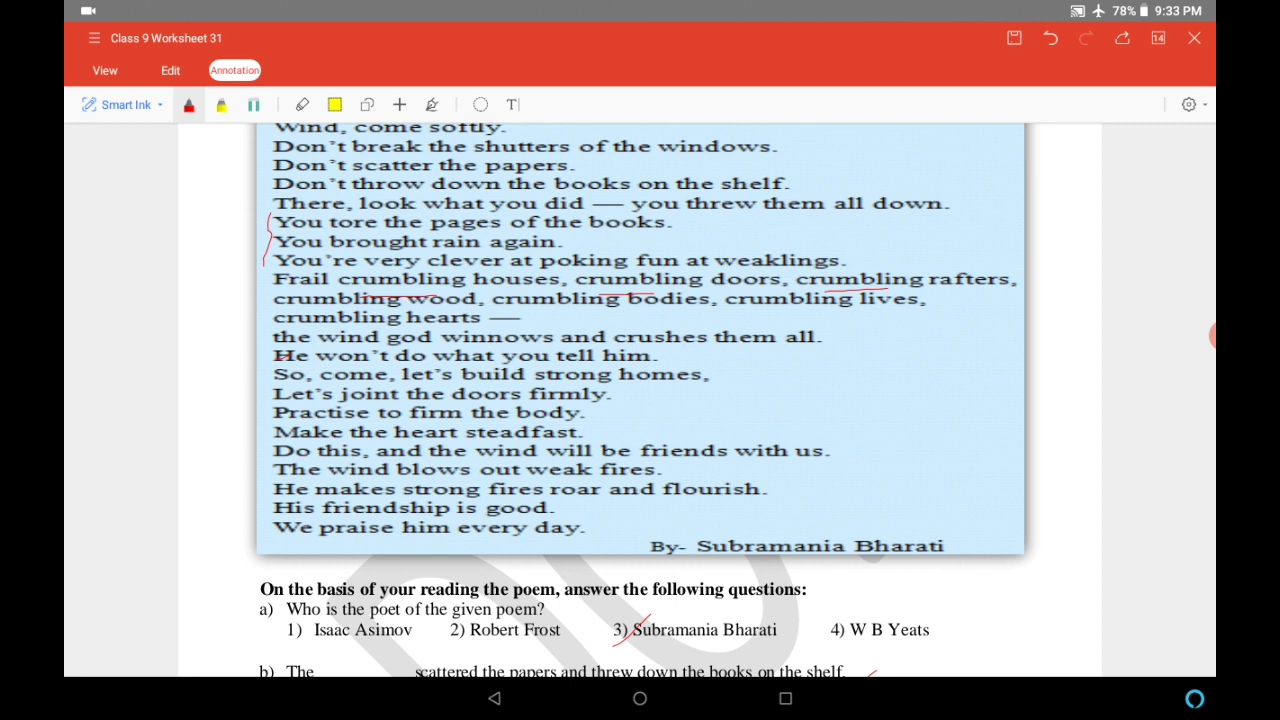 78% 9:33 PM
Class 9 Worksheet 31
14
View Edit Annotation
Smart Ink
T
Wind, come softly.
Don't break the shutters of the windows.
Don't scatter the papers.
Don't throw down the books on the shelf.
There, look what you did — you threw them all down.
You tore the pages of the books.
You brought rain again.
You're very clever at poking fun at weaklings.
Frail crumbling houses, crumbling doors, crumbling rafters,
crumbling wood, crumbling bodies, crumbling lives,
crumbling hearts —
the wind god winnows and crushes them all.
He won't do what you tell him.
So, come, let's build strong homes,
Let's joint the doors firmly.
Practise to firm the body.
Make the heart steadfast.
Do this, and the wind will be friends with us.
The wind blows out weak fires.
He makes strong fires roar and flourish.
His friendship is good.
We praise him every day.
By- Subramania Bharati
On the basis of your reading the poem, answer the following questions:
a) Who is the poet of the given poem?
1) Isaac Asimov 2) Robert Frost 3) Subramania Bharati 4) W B Yeats
b) The scattered the papers and threw down the books on the shelf.